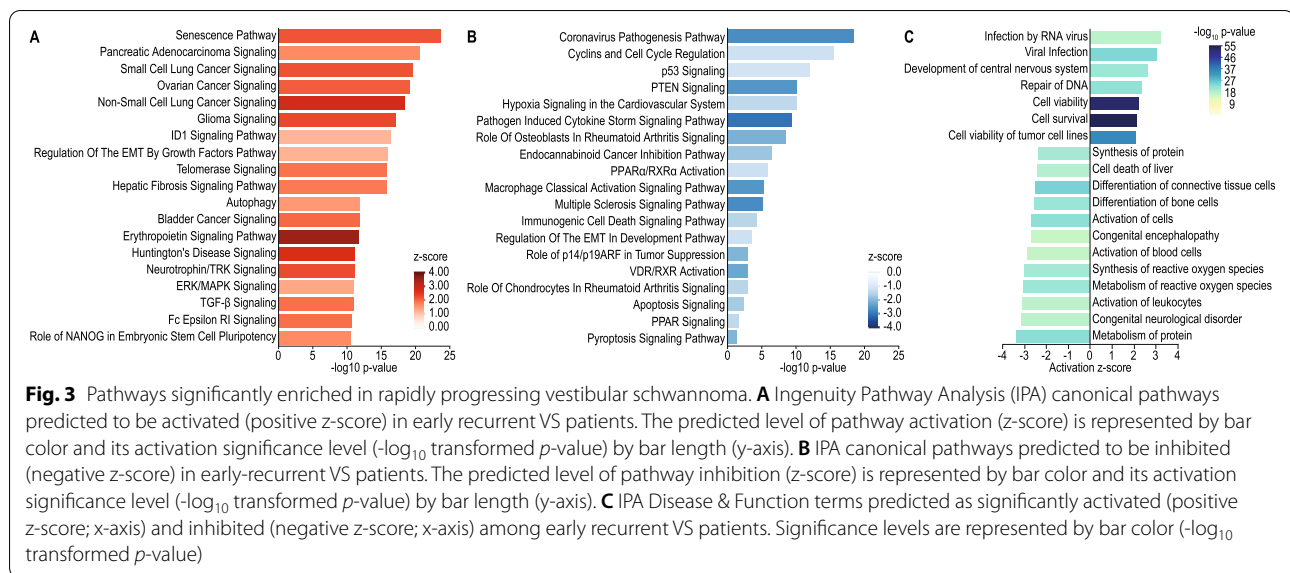 A
Senescence Pathway
Pancreatic Adenocarcinoma Signaling
Small Cell Lung Cancer Signaling
Ovarian Cancer Signaling
Non-Small Cell Lung Cancer Signaling
Glioma Signaling
ID1 Signaling Pathway
Regulation Of The EMT By Growth Factors Pathway
Telomerase Signaling
Hepatic Fibrosis Signaling Pathway
Autophagy
Bladder Cancer Signaling
Erythropoietin Signaling Pathway
Huntington's Disease Signaling
Neurotrophin/TRK Signaling
ERK/MAPK Signaling
TGF-β Signaling
Fc Epsilon RI Signaling
Role of NANOG in Embryonic Stem Cell Pluripotency
z-score
4.00
3.00
2.00
1.00
0.00
0 5 10 15 20 25
-log10 p-value
B
Coronavirus Pathogenesis Pathway
Cyclins and Cell Cycle Regulation
p53 Signaling
PTEN Signaling
Hypoxia Signaling in the Cardiovascular System
Pathogen Induced Cytokine Storm Signaling Pathway
Role Of Osteoblasts In Rheumatoid Arthritis Signaling
Endocannabinoid Cancer Inhibition Pathway
PPARα/RXRα Activation
Macrophage Classical Activation Signaling Pathway
Multiple Sclerosis Signaling Pathway
Immunogenic Cell Death Signaling Pathway
Regulation Of The EMT In Development Pathway
Role of p14/p19ARF in Tumor Suppression
VDR/RXR Activation
Role Of Chondrocytes In Rheumatoid Arthritis Signaling
Apoptosis Signaling
PPAR Signaling
Pyroptosis Signaling Pathway
z-score
0.0
-1.0
-2.0
-3.0
-4.0
0 5 10 15 20 25
-log10 p-value
C
Infection by RNA virus
Viral Infection
Development of central nervous system
Repair of DNA
Cell viability
Cell survival
Cell viability of tumor cell lines
-log10 p-value
55
46
37
27
18
9
Synthesis of protein
Cell death of liver
Differentiation of connective tissue cells
Differentiation of bone cells
Activation of cells
Congenital encephalopathy
Activation of blood cells
Synthesis of reactive oxygen species
Metabolism of reactive oxygen species
Activation of leukocytes
Congenital neurological disorder
Metabolism of protein
-4 -3 -2 -1 0 1 2 3 4
Activation z-score
Fig. 3 Pathways significantly enriched in rapidly progressing vestibular schwannoma. A Ingenuity Pathway Analysis (IPA) canonical pathways
predicted to be activated (positive z-score) in early recurrent VS patients. The predicted level of pathway activation (z-score) is represented by bar
color and its activation significance level (-log10 transformed p-value) by bar length (y-axis). B IPA canonical pathways predicted to be inhibited
(negative z-score) in early-recurrent VS patients. The predicted level of pathway inhibition (z-score) is represented by bar color and its activation
significance level (-log10 transformed p-value) by bar length (y-axis). C IPA Disease & Function terms predicted as significantly activated (positive
z-score; x-axis) and inhibited (negative z-score; x-axis) among early recurrent VS patients. Significance levels are represented by bar color (-log10
transformed p-value)